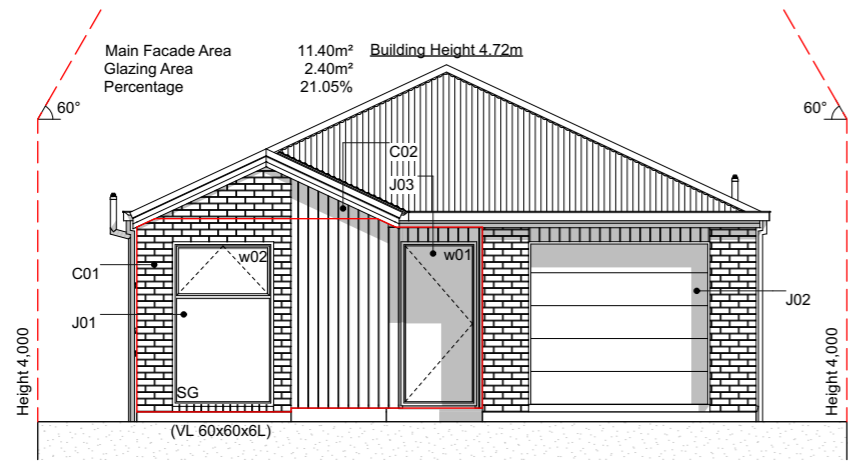 Main Facade Area 11.40m² Building Height 4.72m
Glazing Area 2.40m²
Percentage 21.05%
60° 60°
C02
J03
w02 w01
C01
J01 J02
Height 4,000 Height 4,000
SG
(VL 60x60x6L)